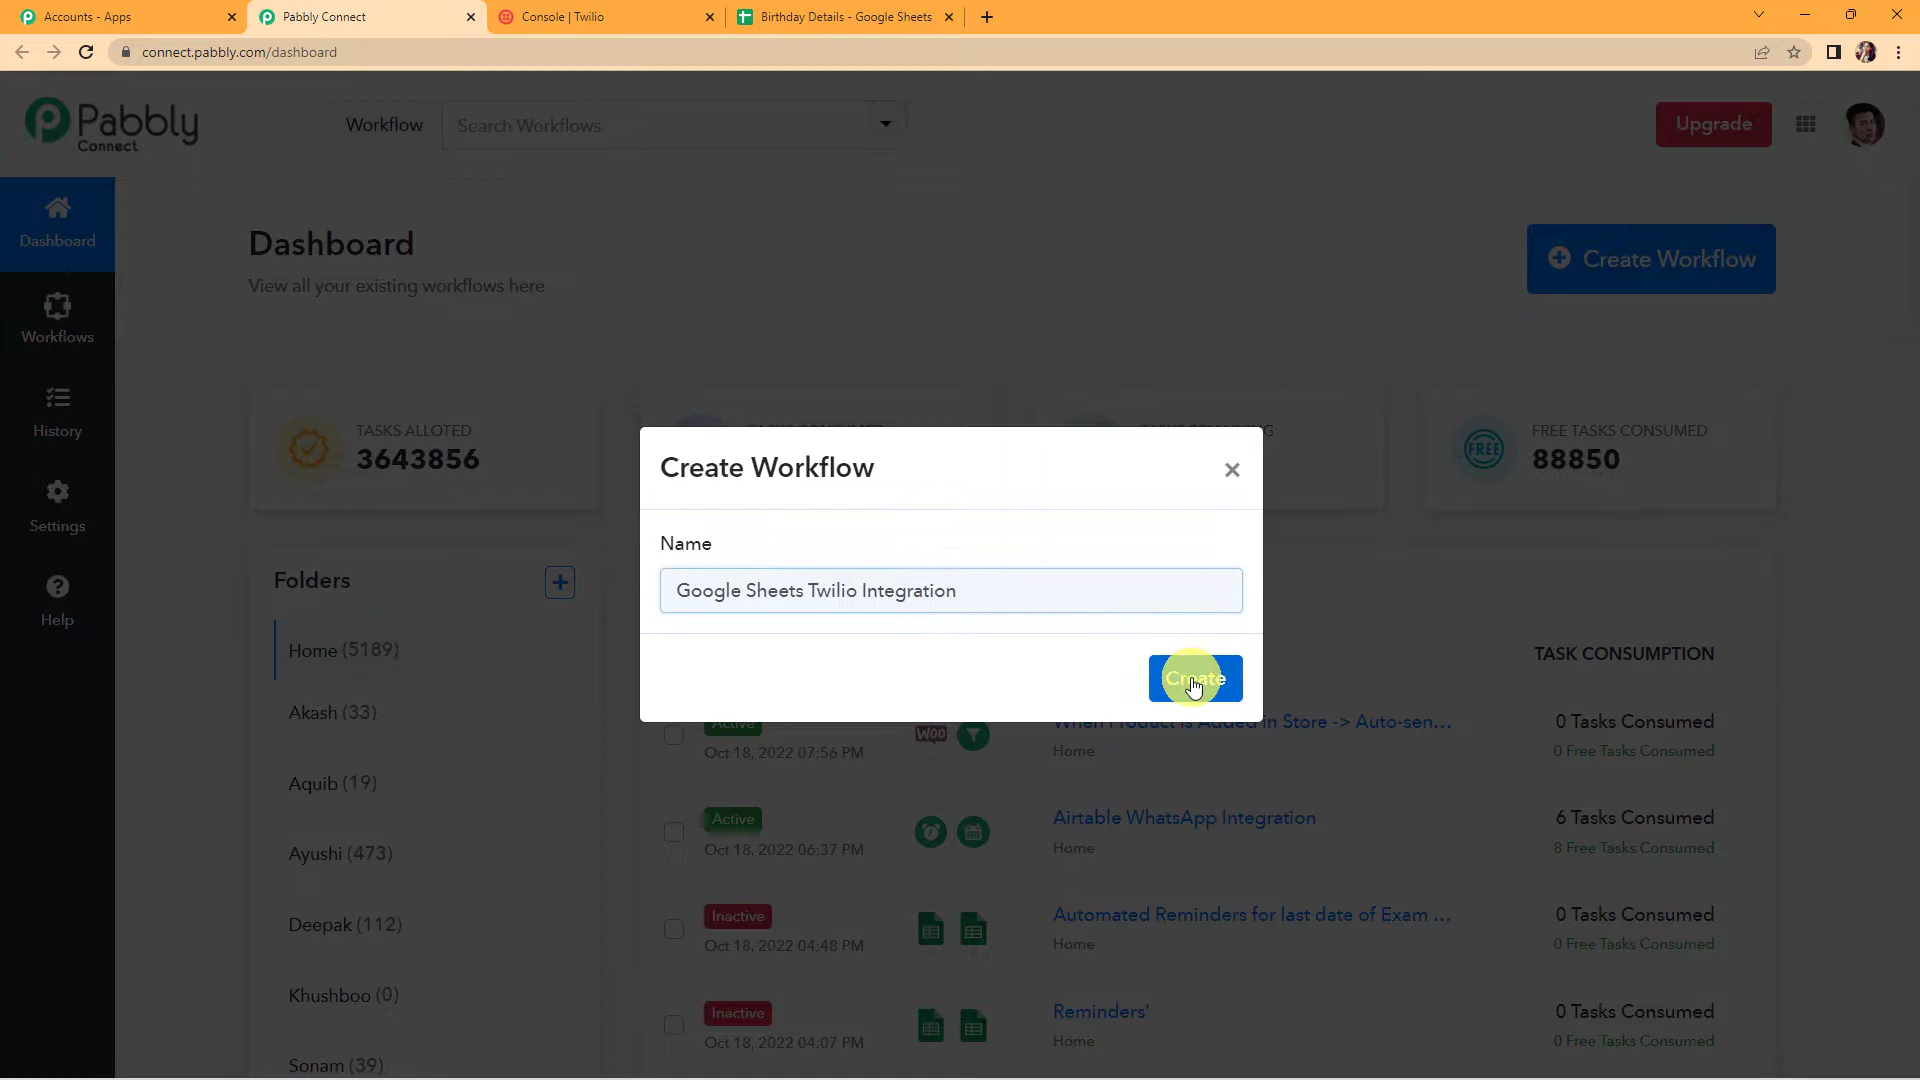 Accounts - Apps
Pabbly Connect
Console | Twilio
Birthday Details - Google Sheets
connect.pabbly.com/dashboard
Pabbly
Connect
Workflow
Search Workflows
Upgrade
Dashboard
Workflows
History
Settings
Help
Dashboard
View all your existing workflows here
Create Workflow
TASKS ALLOTED
3643856
FREE
FREE TASKS CONSUMED
88850
Create Workflow
Name
Google Sheets Twilio Integration
Create
Folders
Home (5189)
Akash (33)
Aquib (19)
Ayushi (473)
Deepak (112)
Khushboo (0)
Sonam (39)
TASK CONSUMPTION
Active
Oct 18, 2022 07:56 PM
Woo
When Product is Added in Store -> Auto-sen...
Home
0 Tasks Consumed
0 Free Tasks Consumed
Active
Oct 18, 2022 06:37 PM
Airtable WhatsApp Integration
Home
6 Tasks Consumed
8 Free Tasks Consumed
Inactive
Oct 18, 2022 04:48 PM
Automated Reminders for last date of Exam ...
Home
0 Tasks Consumed
0 Free Tasks Consumed
Inactive
Oct 18, 2022 04:07 PM
Reminders'
Home
0 Tasks Consumed
0 Free Tasks Consumed